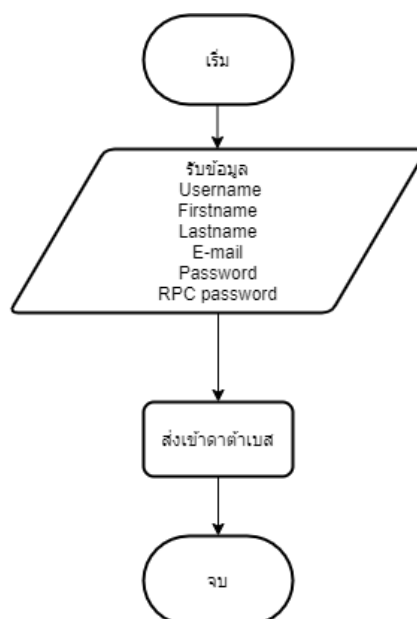 เริ่ม
รับข้อมูล
Username
Firstname
Lastname
E-mail
Password
RPC password
ส่งเข้าดาต้าเบส
จบ